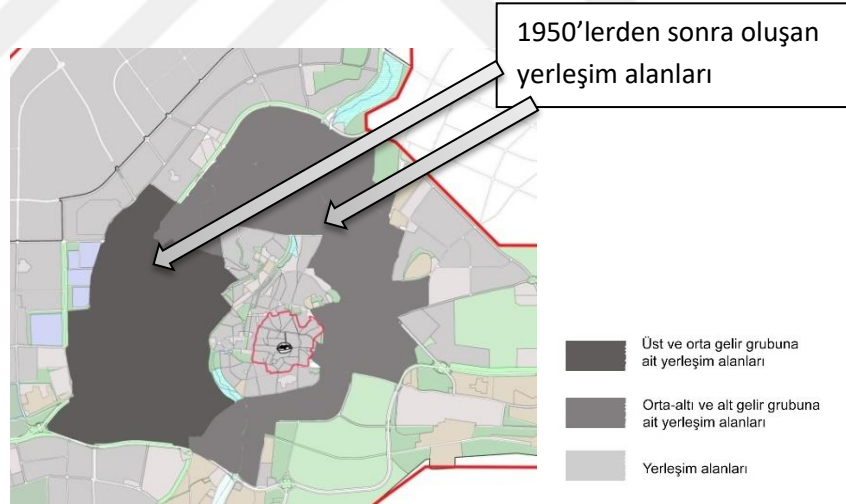 1950’lerden sonra oluşan
yerleşim alanları
Üst ve orta gelir grubuna
ait yerleşim alanları
Orta-altı ve alt gelir grubuna
ait yerleşim alanları
Yerleşim alanları